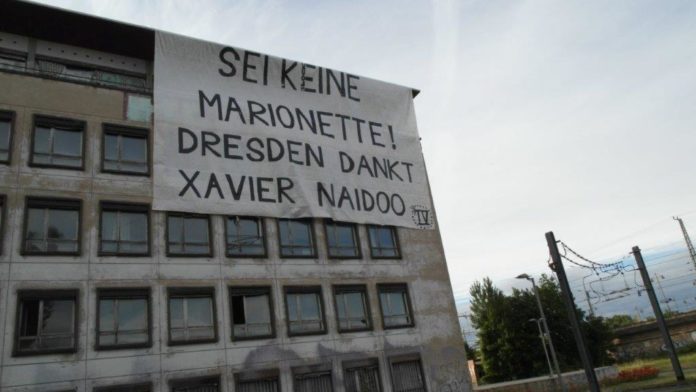 SEI KEINE
MARIONETTE!
DRESDEN DANKT
XAVIER NAIDOO